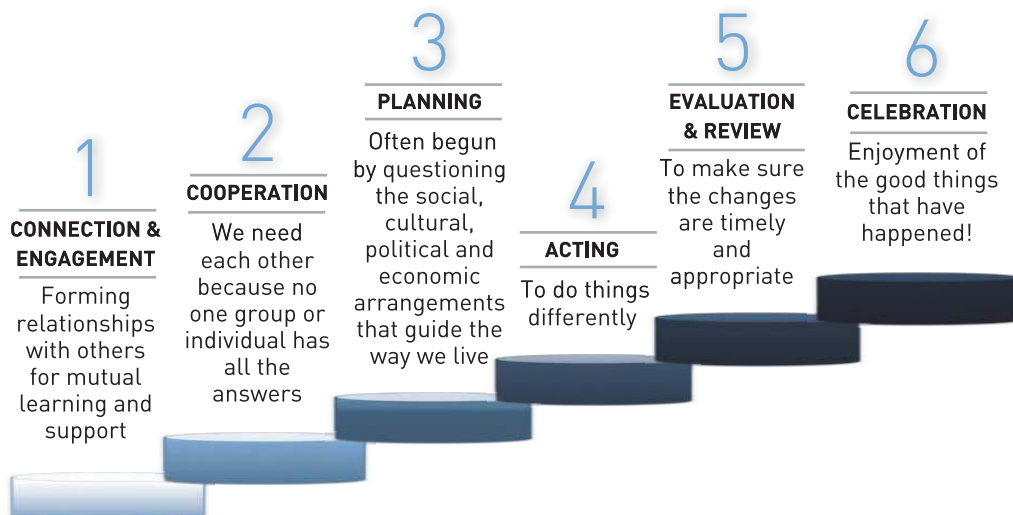 1
CONNECTION &
ENGAGEMENT
Forming
relationships
with others
for mutual
learning and
support
2
COOPERATION
We need
each other
because no
one group or
individual has
all the
answers
3
PLANNING
Often begun
by questioning
the social,
cultural,
political and
economic
arrangements
that guide the
way we live
4
ACTING
To do things
differently
5
EVALUATION
& REVIEW
To make sure
the changes
are timely
and
appropriate
6
CELEBRATION
Enjoyment of
the good things
that have
happened!